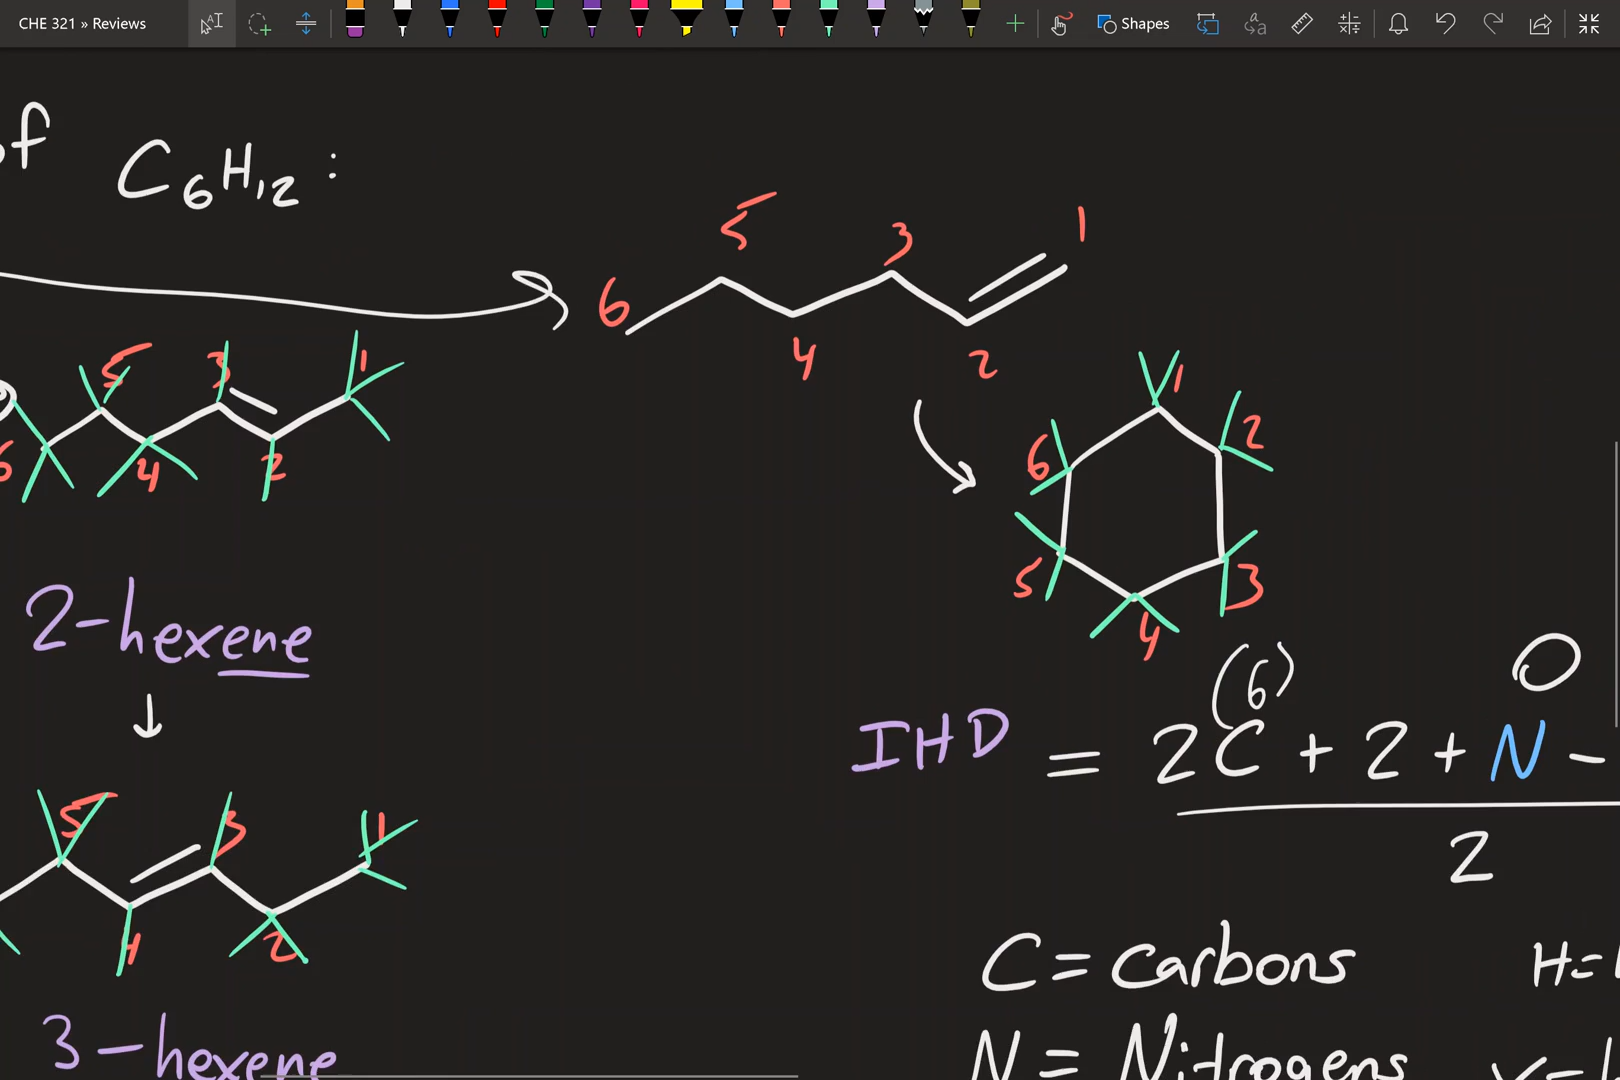 CHE 321 » Reviews
Shapes
of C₆H₁₂ :
6 5 4 3 2 1
6 5 4 3 2 1
1 2 3 4 5 6
2-hexene
(6) 0
IHD = 2C + 2 + N -
2
5 4 3 2 1
C = Carbons H=
N = Nitrogens
3-hexene